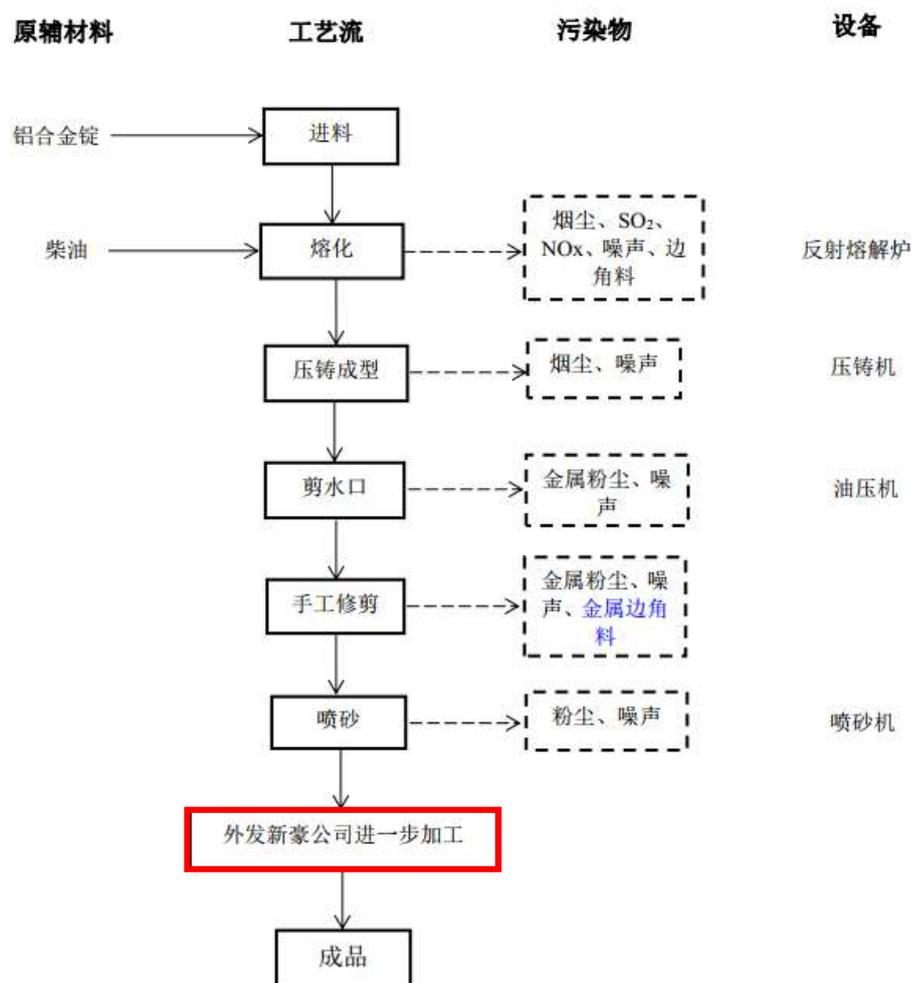 原辅材料
工艺流
污染物
设备
铝合金锭
进料
柴油
熔化
烟尘、SO₂、
NOx、噪声、边
角料
反射熔解炉
压铸成型
烟尘、噪声
压铸机
剪水口
金属粉尘、噪
声
油压机
手工修剪
金属粉尘、噪
声、金属边角
料
喷砂
粉尘、噪声
喷砂机
外发新豪公司进一步加工
成品